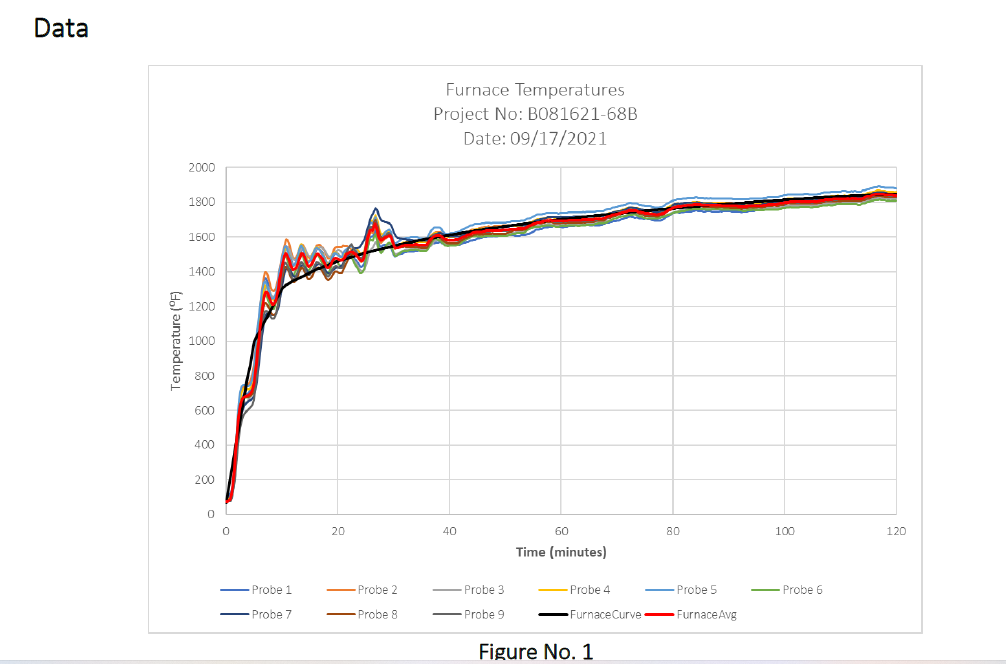 Data
Furnace Temperatures
Project No: B081621-68B
Date: 09/17/2021
2000
1800
1600
1400
1200
1000
800
600
400
200
0
Temperature (°F)
0 20 40 60 80 100 120
Time (minutes)
Probe 1 Probe 2 Probe 3 Probe 4 Probe 5 Probe 6
Probe 7 Probe 8 Probe 9 FurnaceCurve FurnaceAvg
Figure No. 1